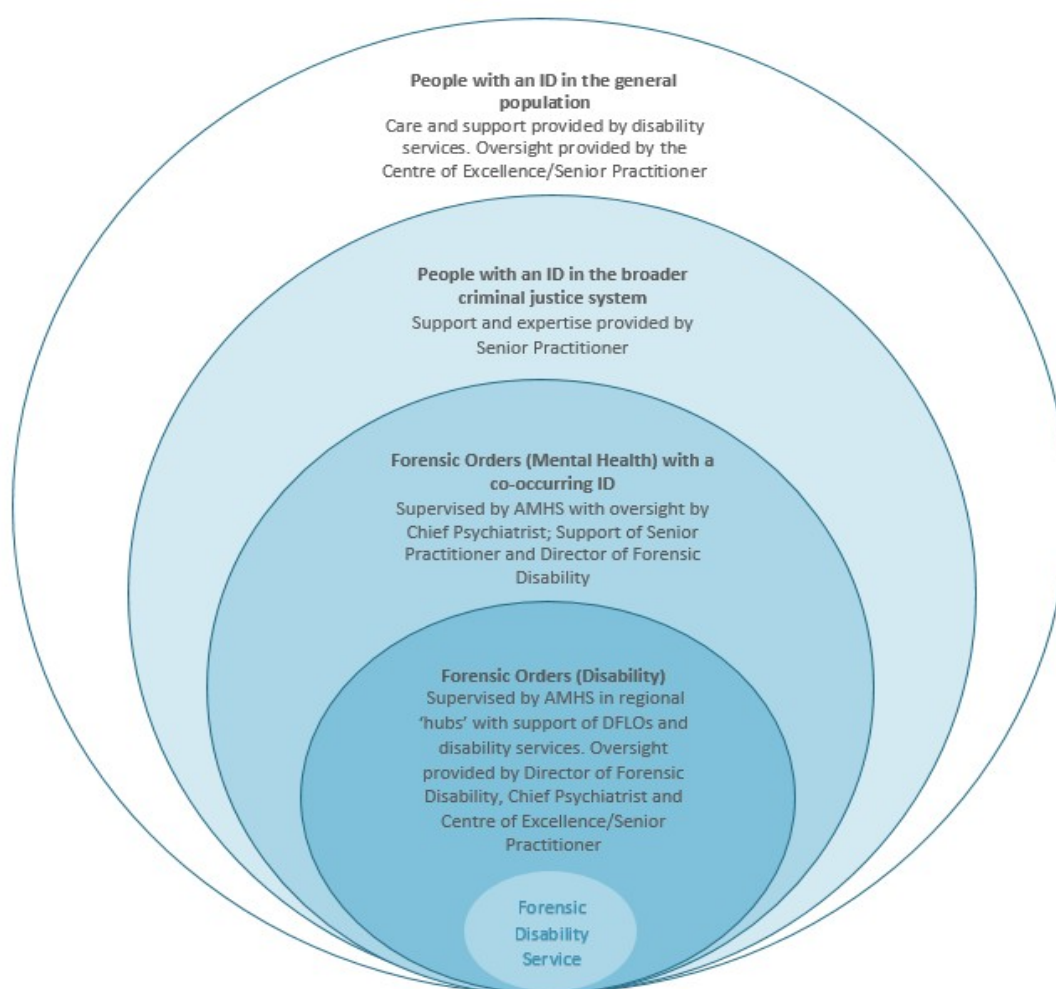 People with an ID in the general
population
Care and support provided by disability
services. Oversight provided by the
Centre of Excellence/Senior Practitioner
People with an ID in the broader
criminal justice system
Support and expertise provided by
Senior Practitioner
Forensic Orders (Mental Health) with a
co-occurring ID
Supervised by AMHS with oversight by
Chief Psychiatrist; Support of Senior
Practitioner and Director of Forensic
Disability
Forensic Orders (Disability)
Supervised by AMHS in regional
‘hubs’ with support of DFLOs and
disability services. Oversight
provided by Director of Forensic
Disability, Chief Psychiatrist and
Centre of Excellence/Senior
Practitioner
Forensic
Disability
Service